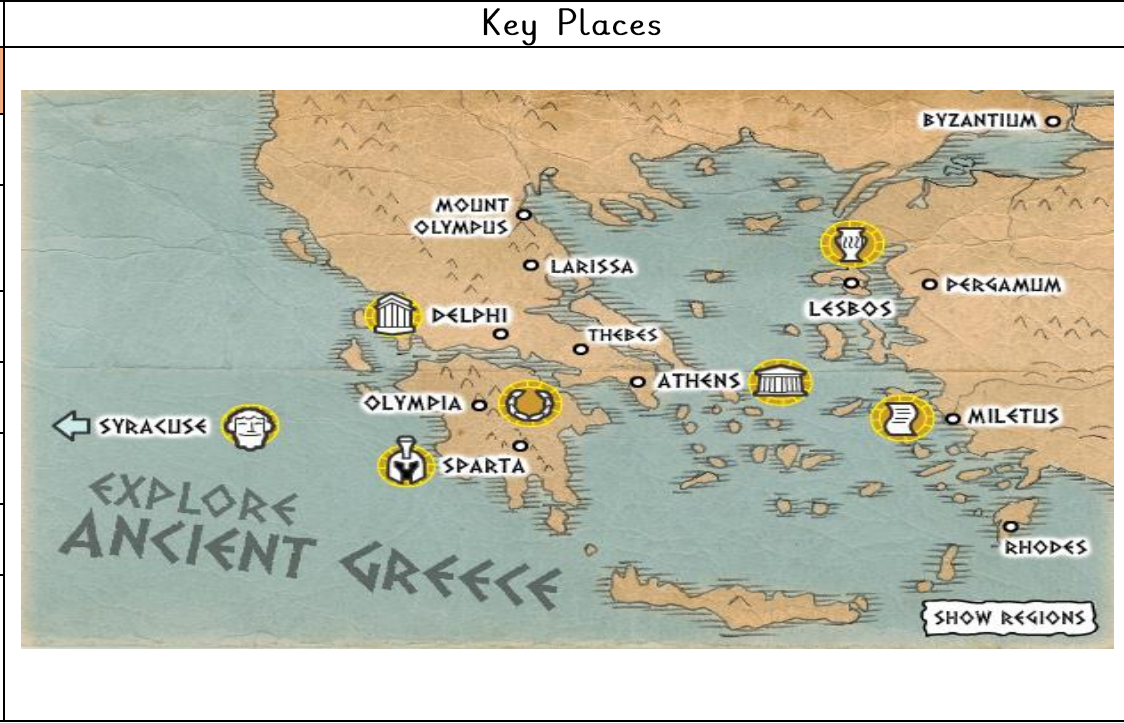 Key Places
BYZANTIUM
MOUNT
OLYMPUS
LARISSA
PERGAMUM
LESBOS
DELPHI
THEBES
ATHENS
OLYMPIA
MILETUS
SYRACUSE
SPARTA
EXPLORE
ANCIENT GREECE
RHODES
SHOW REGIONS